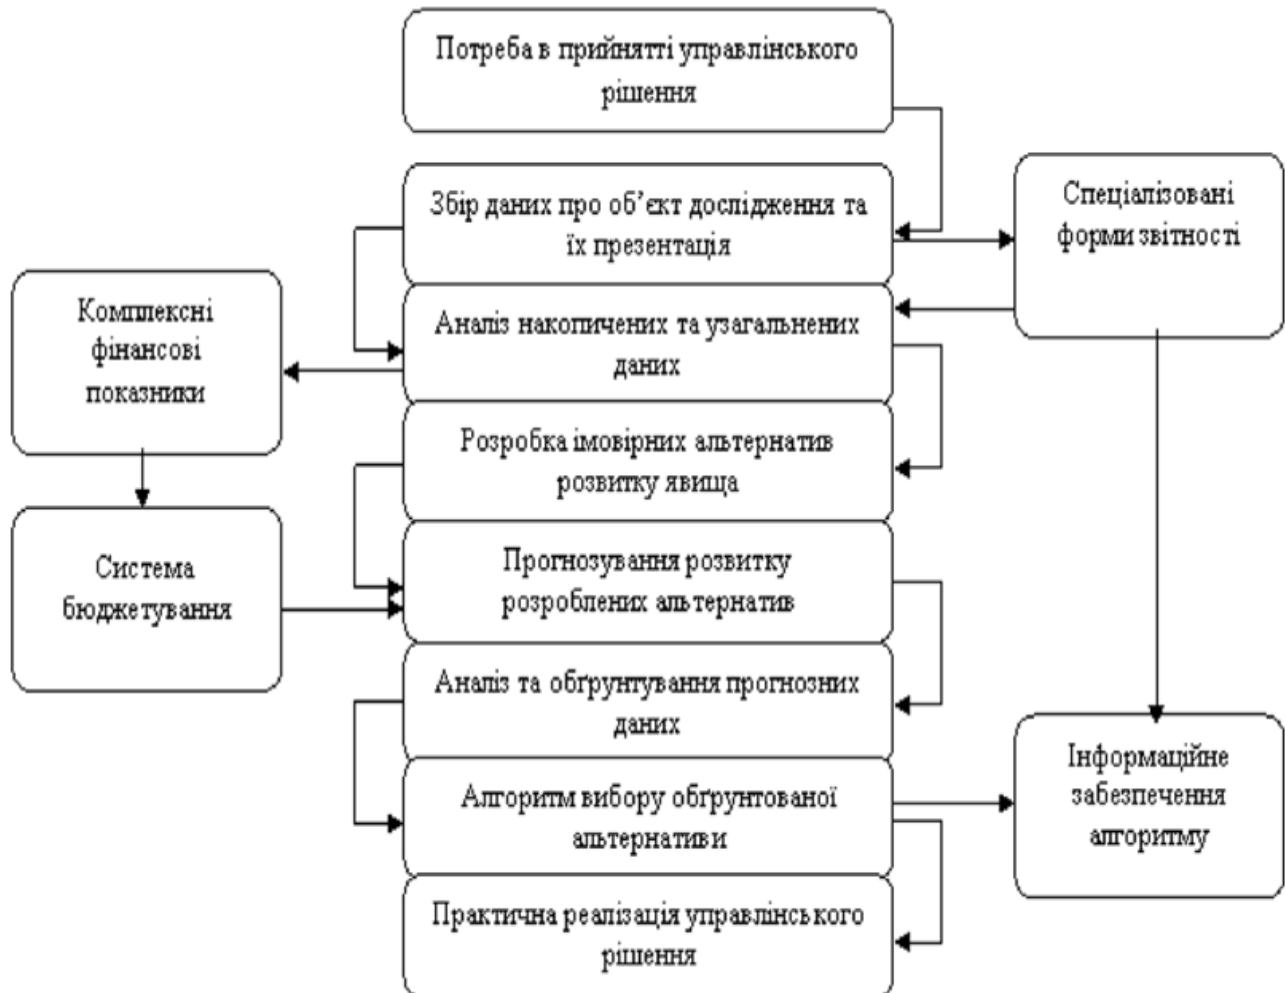 Потреба в прийнятті управлінського
рішення
Збір даних про об’єкт дослідження та
їх презентація
Спеціалізовані
форми звітності
Комплексні
фінансові
показники
Аналіз накопичених та узагальнених
даних
Розробка імовірних альтернатив
розвитку явища
Система
бюджетування
Прогнозування розвитку
розроблених альтернатив
Аналіз та обґрунтування прогнозних
даних
Алгоритм вибору обґрунтованої
альтернативи
Інформаційне
забезпечення
алгоритму
Практична реалізація управлінського
рішення